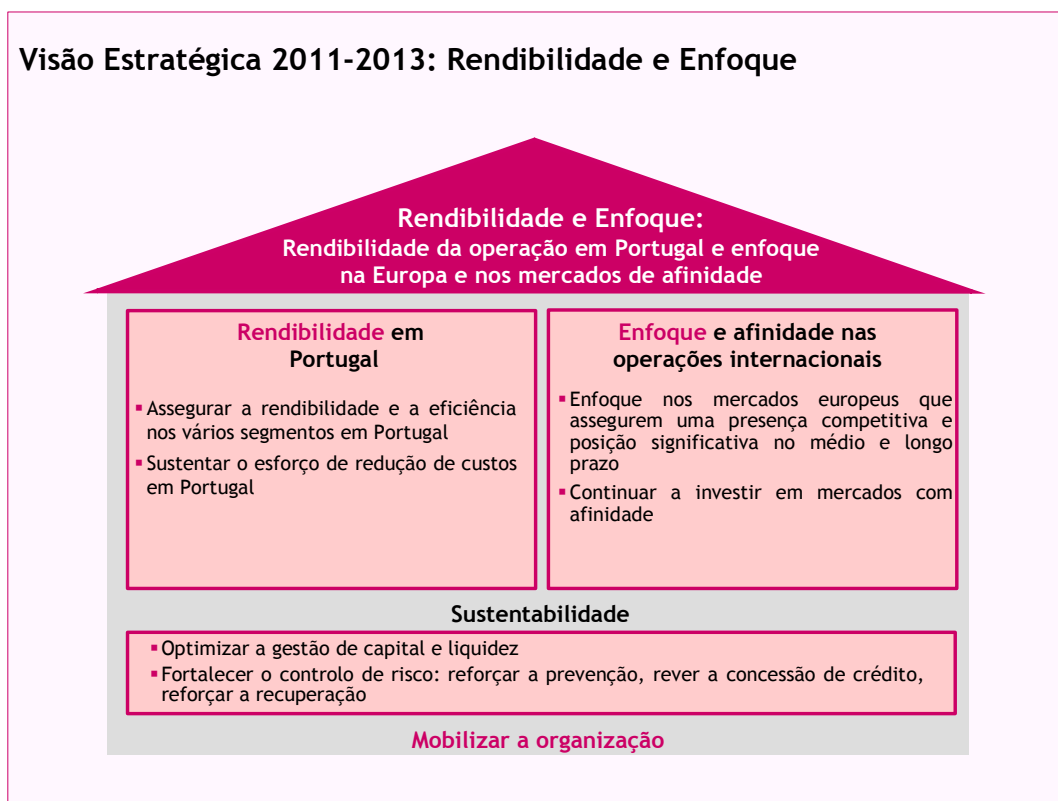 Visão Estratégica 2011-2013: Rendibilidade e Enfoque
Rendibilidade e Enfoque:
Rendibilidade da operação em Portugal e enfoque
na Europa e nos mercados de afinidade
Rendibilidade em
Portugal
▪ Assegurar a rendibilidade e a eficiência
nos vários segmentos em Portugal
▪ Sustentar o esforço de redução de custos
em Portugal
Enfoque e afinidade nas
operações internacionais
▪ Enfoque nos mercados europeus que
assegurem uma presença competitiva e
posição significativa no médio e longo
prazo
▪ Continuar a investir em mercados com
afinidade
Sustentabilidade
▪ Optimizar a gestão de capital e liquidez
▪ Fortalecer o controlo de risco: reforçar a prevenção, rever a concessão de crédito,
reforçar a recuperação
Mobilizar a organização